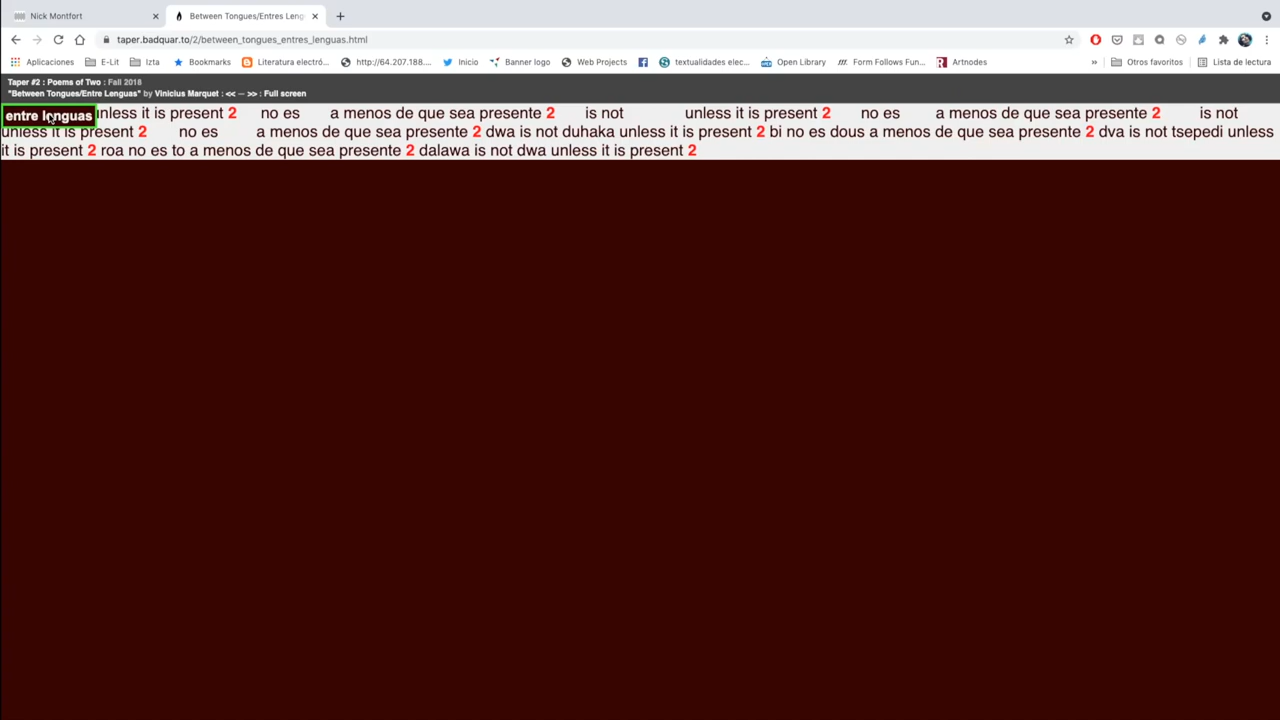 Nick Montfort
Between Tongues/Entres Leng
taper.badquar.to/2/between_tongues_entres_lenguas.html
Aplicaciones E-Lit Izta Bookmarks Literatura electró... http://64.207.188.... Inicio Banner logo Web Projects textualidades elec... Open Library Form Follows Fun... Artnodes » Otros favoritos Lista de lectura
Taper #2 : Poems of Two : Fall 2018
"Between Tongues/Entre Lenguas" by Vinicius Marquet : << — >> : Full screen
entre lenguas unless it is present 2 no es a menos de que sea presente 2 is not unless it is present 2 no es a menos de que sea presente 2 is not
unless it is present 2 no es a menos de que sea presente 2 dwa is not duhaka unless it is present 2 bi no es dous a menos de que sea presente 2 dva is not tsepedi unless
it is present 2 roa no es to a menos de que sea presente 2 dalawa is not dwa unless it is present 2